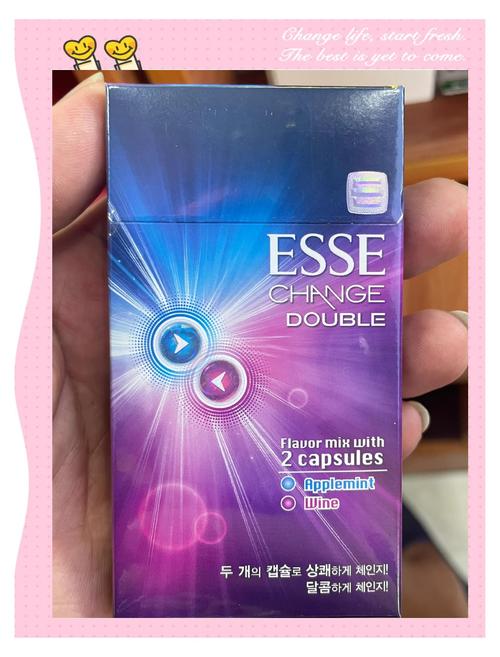 Change life, start fresh.
The best is yet to come.
ESSE
CHANGE
DOUBLE
Flavor mix with
2 capsules
Applemint
Wine
두 개의 캡슐로 상쾌하게 체인지!
달콤하게 체인지!